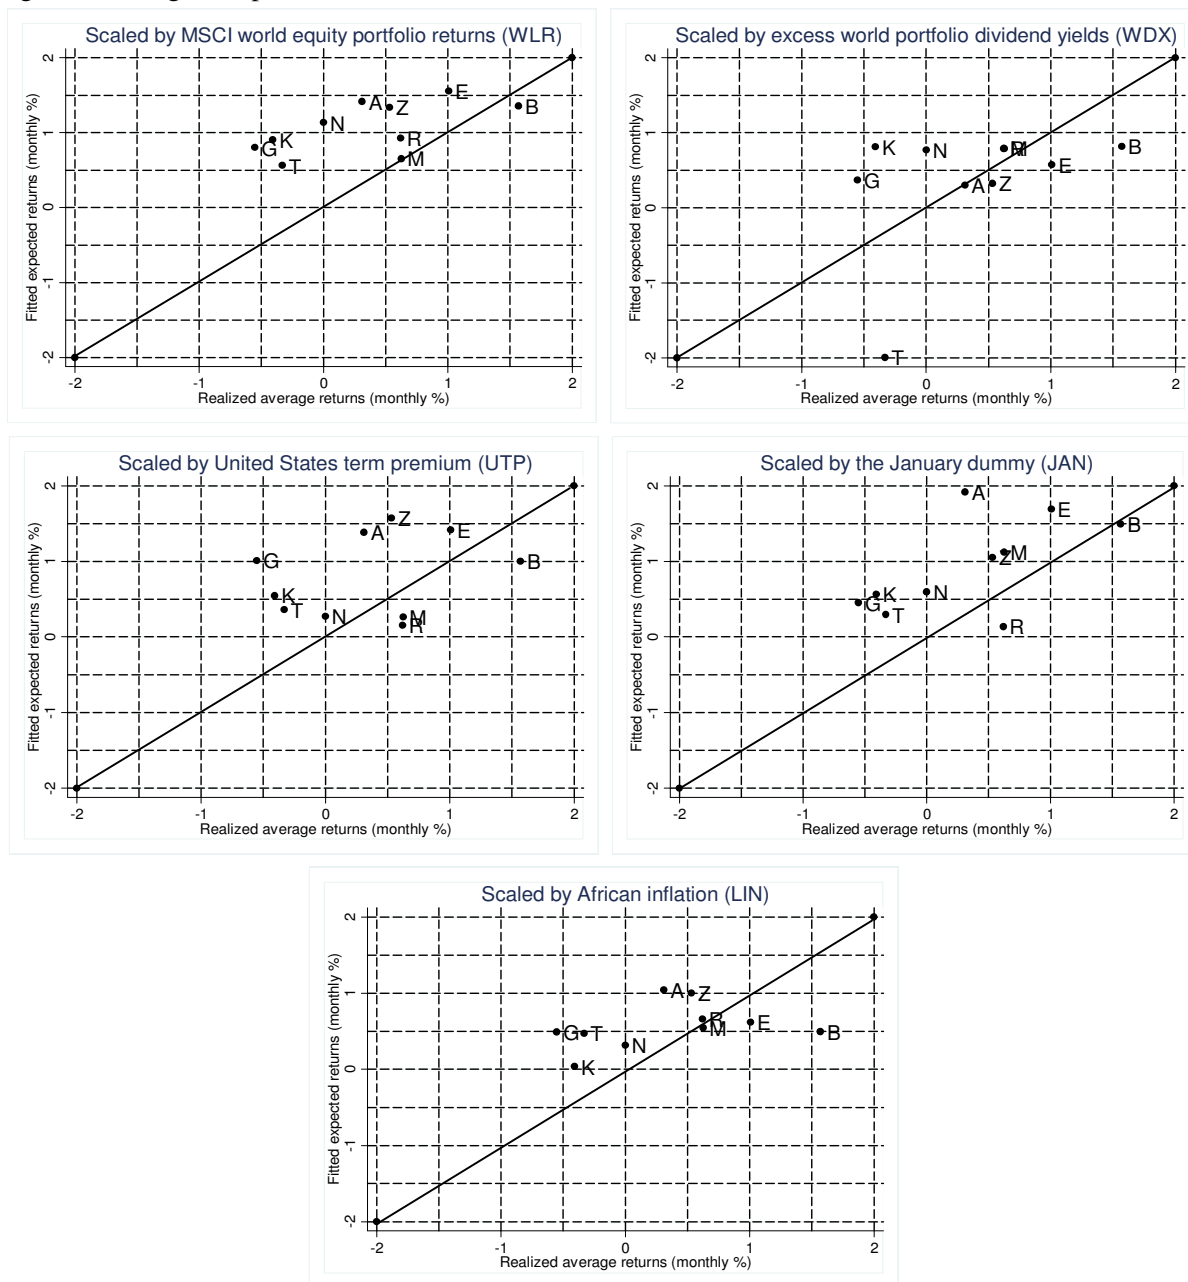 Scaled by MSCI world equity portfolio returns (WLR)
Fitted expected returns (monthly %)
2
1
0
-1
-2
A
Z
E
B
N
K
G
R
M
T
-2 -1 0 1 2
Realized average returns (monthly %)
Scaled by excess world portfolio dividend yields (WDX)
Fitted expected returns (monthly %)
2
1
0
-1
-2
K
N
R
M
B
E
G
A
Z
T
-2 -1 0 1 2
Realized average returns (monthly %)
Scaled by United States term premium (UTP)
Fitted expected returns (monthly %)
2
1
0
-1
-2
Z
A
E
G
B
K
T
N
M
R
-2 -1 0 1 2
Realized average returns (monthly %)
Scaled by the January dummy (JAN)
Fitted expected returns (monthly %)
2
1
0
-1
-2
A
E
B
M
Z
K
N
G
T
R
-2 -1 0 1 2
Realized average returns (monthly %)
Scaled by African inflation (LIN)
Fitted expected returns (monthly %)
2
1
0
-1
-2
A
Z
R
M
E
G
T
B
N
K
-2 -1 0 1 2
Realized average returns (monthly %)